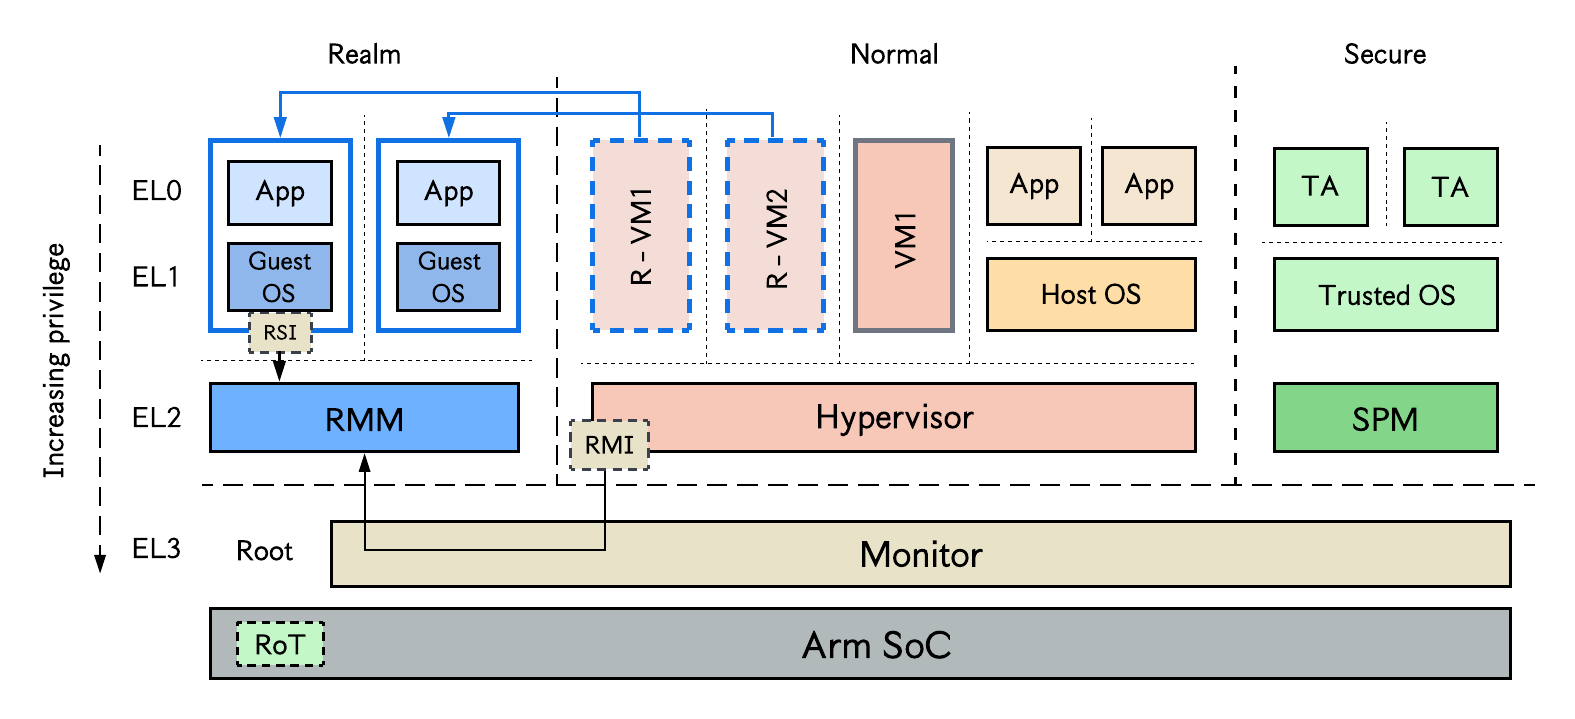 Realm
Normal
Secure
Increasing privilege
EL0
App
App
R - VM1
R - VM2
VM1
App
App
TA
TA
EL1
Guest
OS
Guest
OS
Host OS
Trusted OS
RSI
EL2
RMM
Hypervisor
RMI
SPM
EL3
Root
Monitor
RoT
Arm SoC